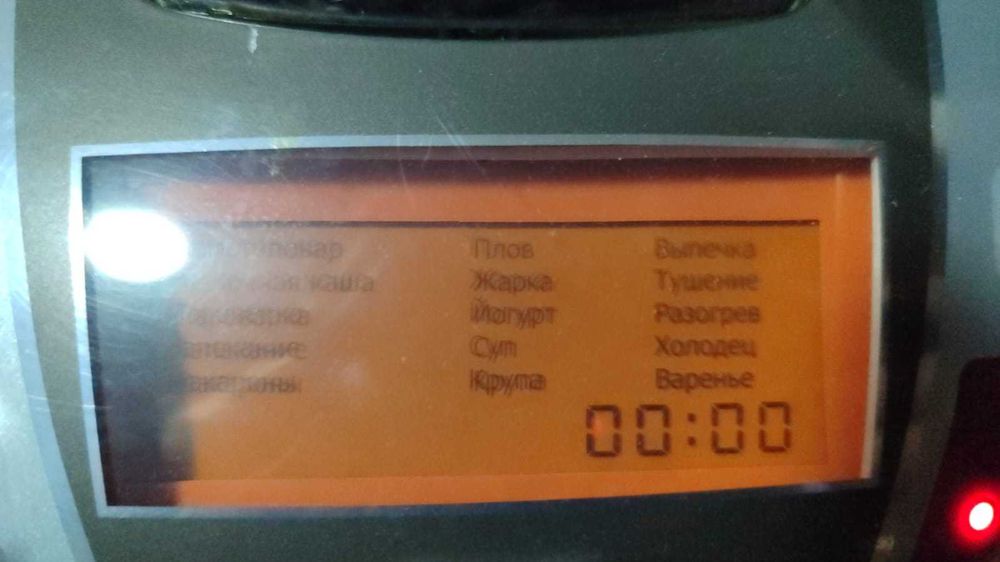 Плов Выпечка
каша Жарка Тушение
Йогурт Разогрев
Суп Холодец
Крупа Варенье
00:00